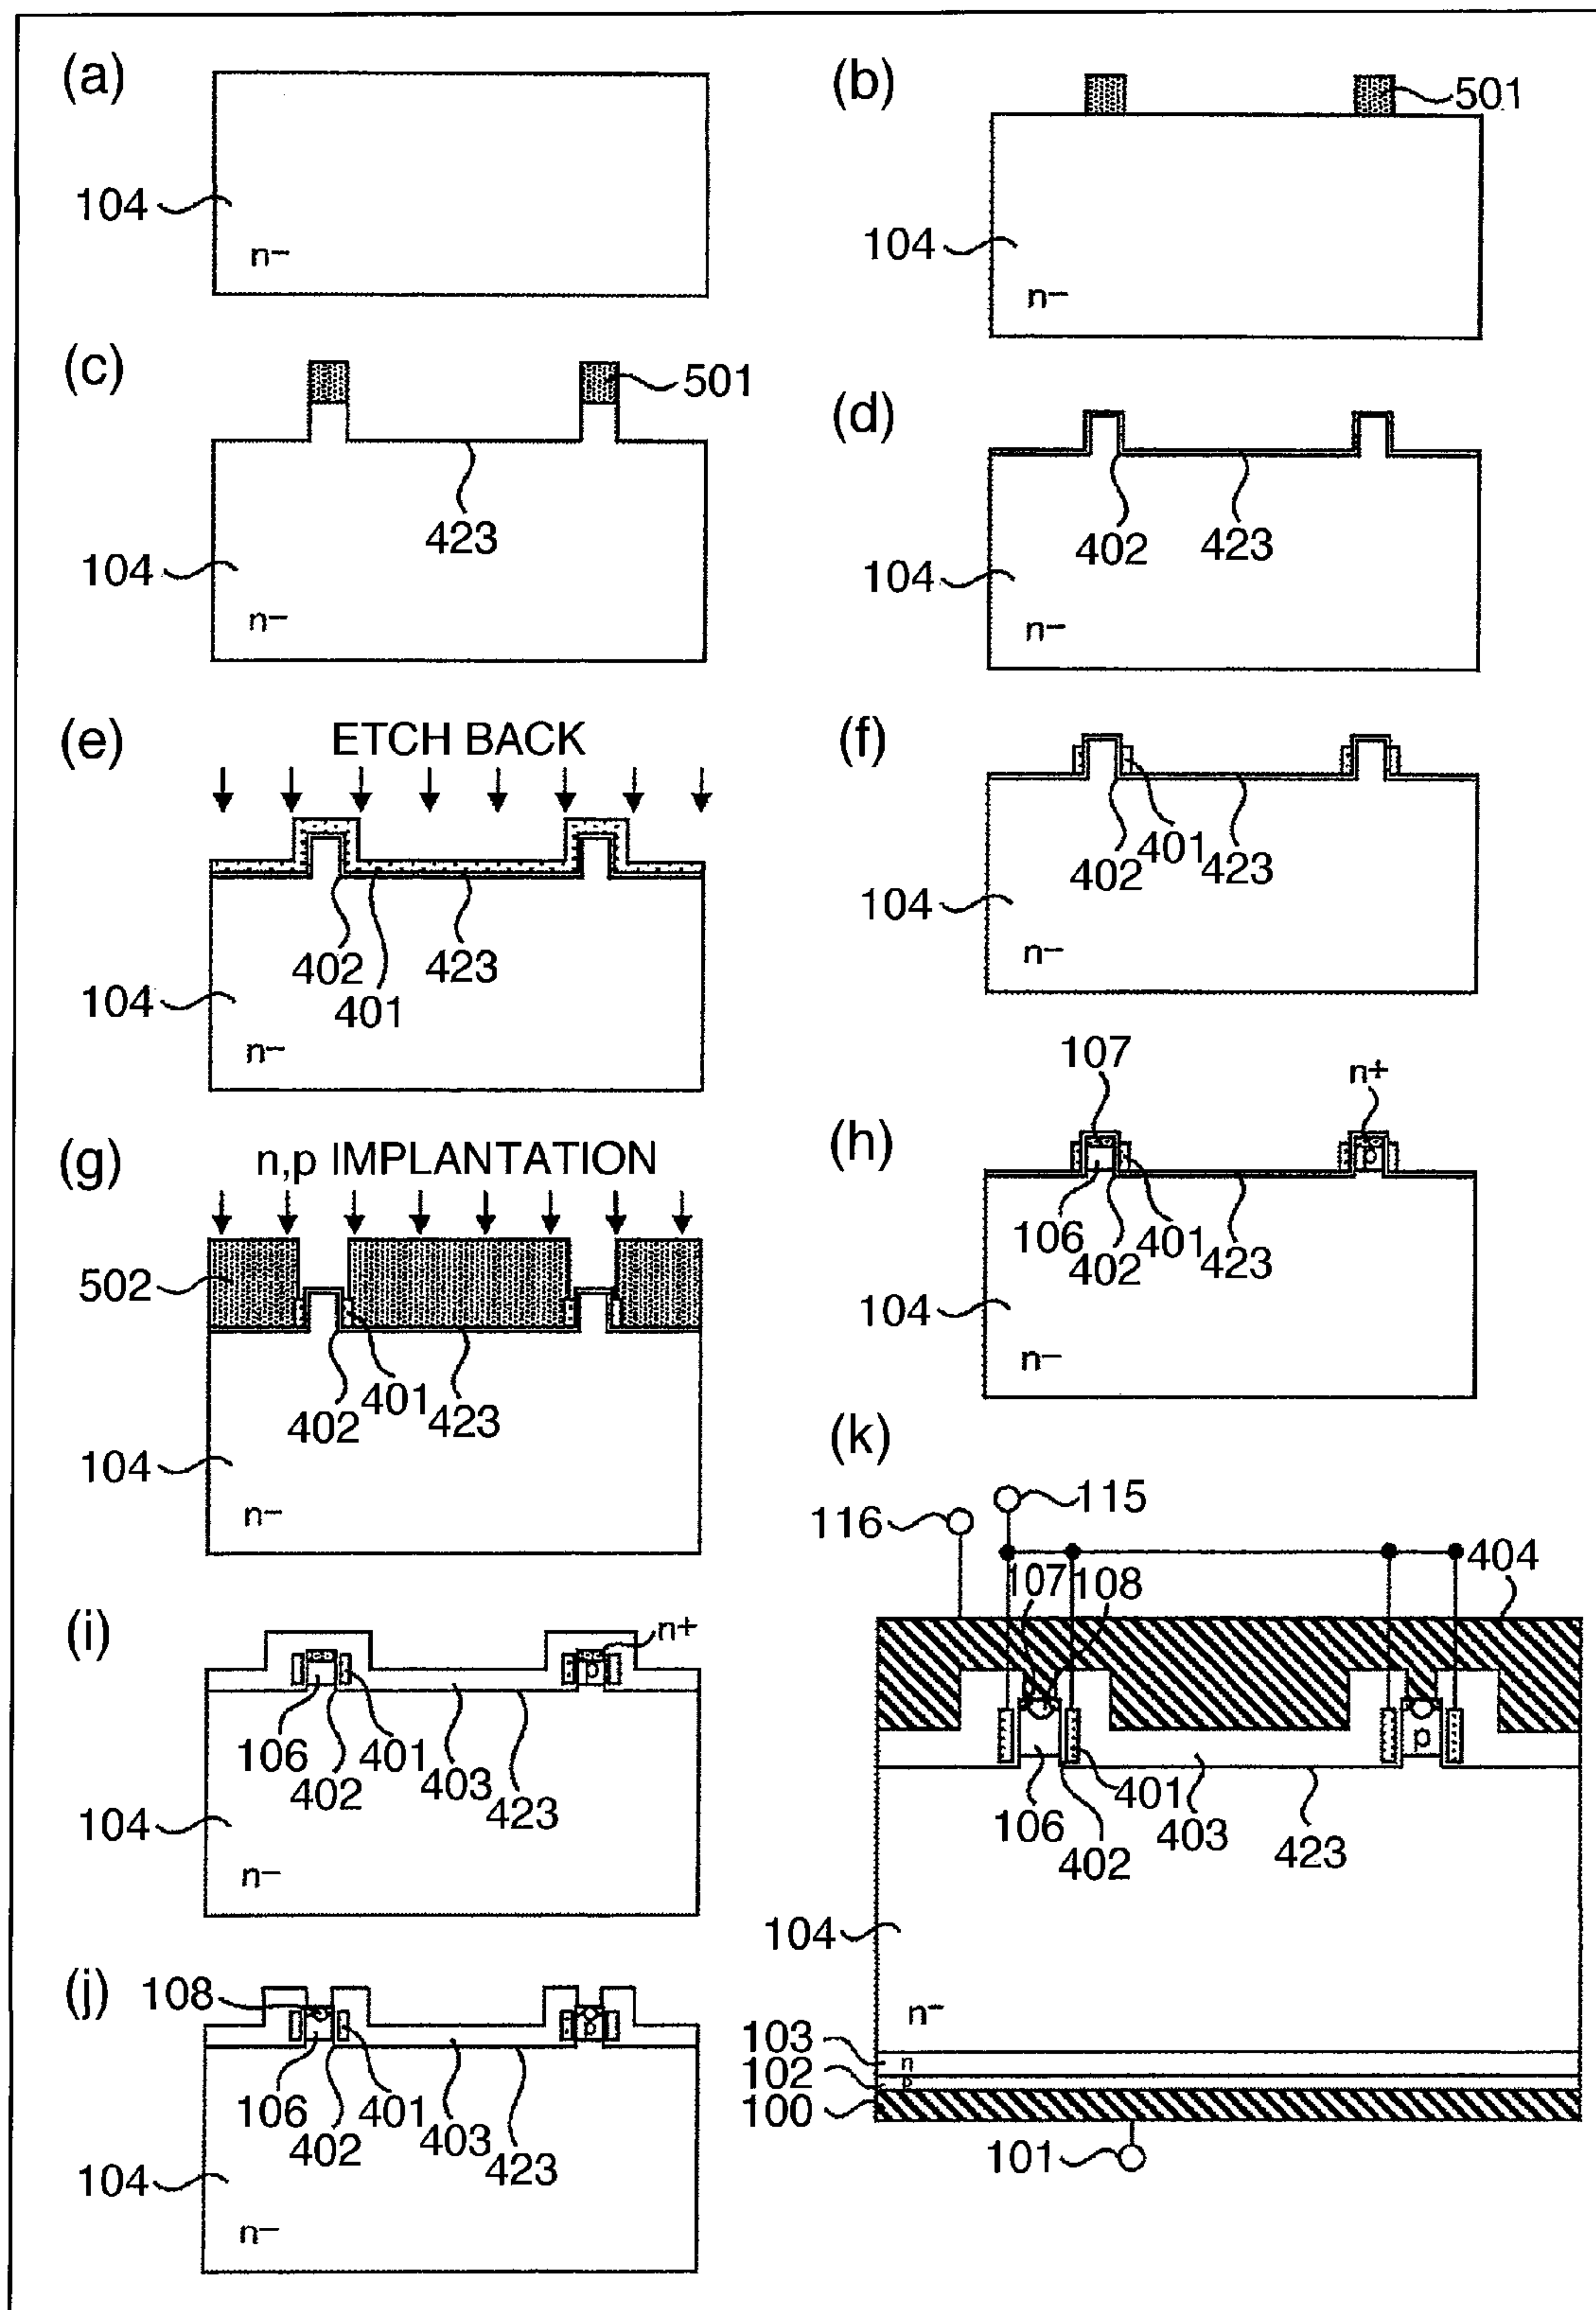 (a)
104
n−
(b)
501
104
n−
(c)
501
423
104
n−
(d)
402
423
104
n−
(e)
ETCH BACK
402
423
401
104
n−
(f)
401
402
423
104
n−
(g)
n,p IMPLANTATION
502
401
402
423
104
n−
(h)
107
n+
p
106
401
402
423
104
n−
(i)
n+
p
106
401
403
402
423
104
n−
(j)
108
p
106
401
403
402
423
104
n−
(k)
115
116
404
107
108
p
401
106
403
402
423
104
n−
103
n
102
p
100
101